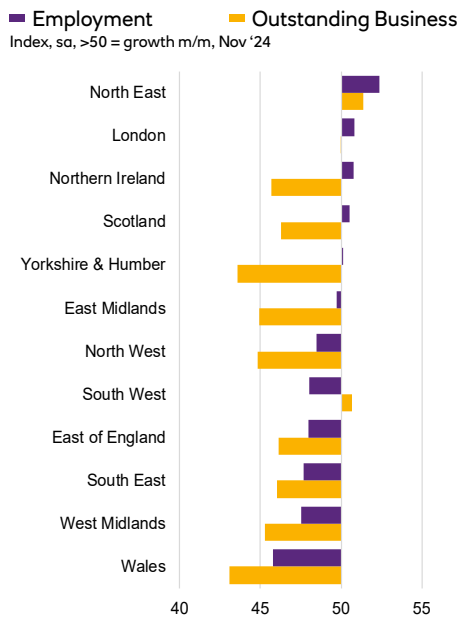 Employment Outstanding Business
Index, sa, >50 = growth m/m, Nov ‘24
North East
London
Northern Ireland
Scotland
Yorkshire & Humber
East Midlands
North West
South West
East of England
South East
West Midlands
Wales
40 45 50 55